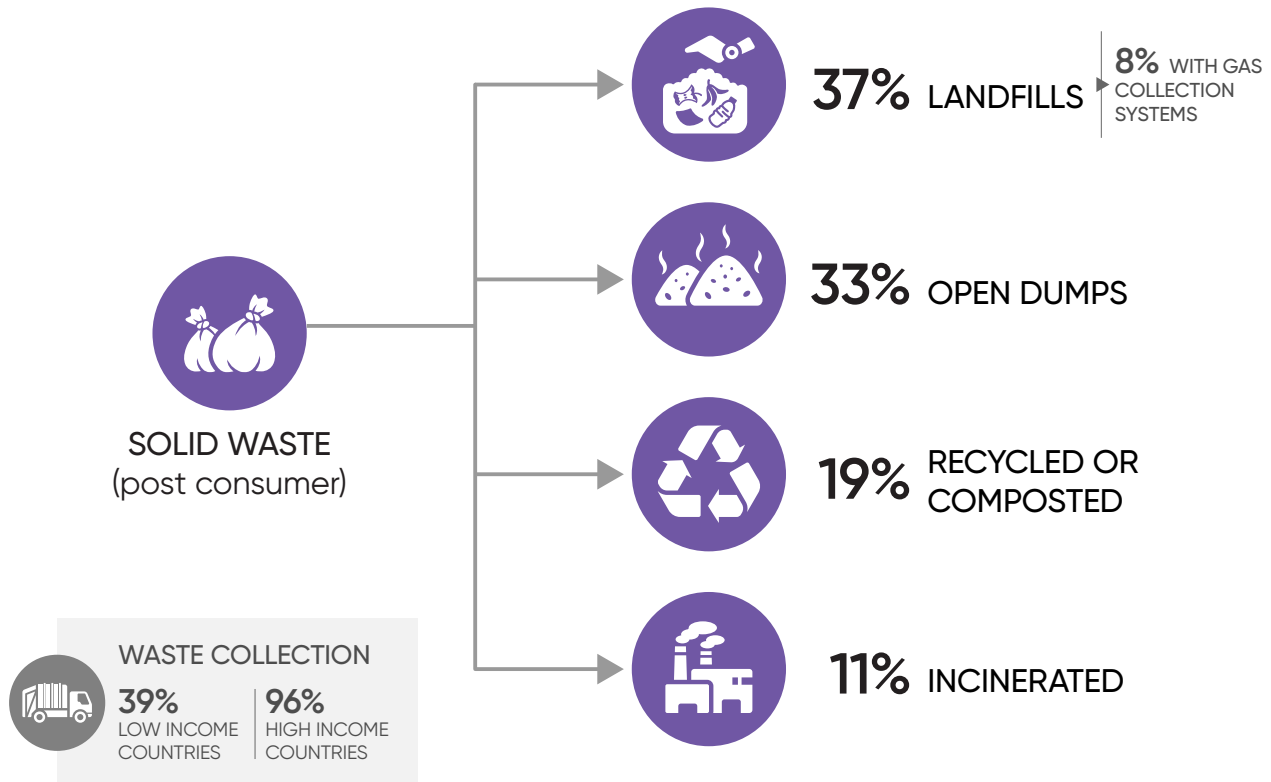 37% LANDFILLS
8% WITH GAS
COLLECTION
SYSTEMS
33% OPEN DUMPS
SOLID WASTE
(post consumer)
19% RECYCLED OR
COMPOSTED
11% INCINERATED
WASTE COLLECTION
39%
LOW INCOME
COUNTRIES
96%
HIGH INCOME
COUNTRIES